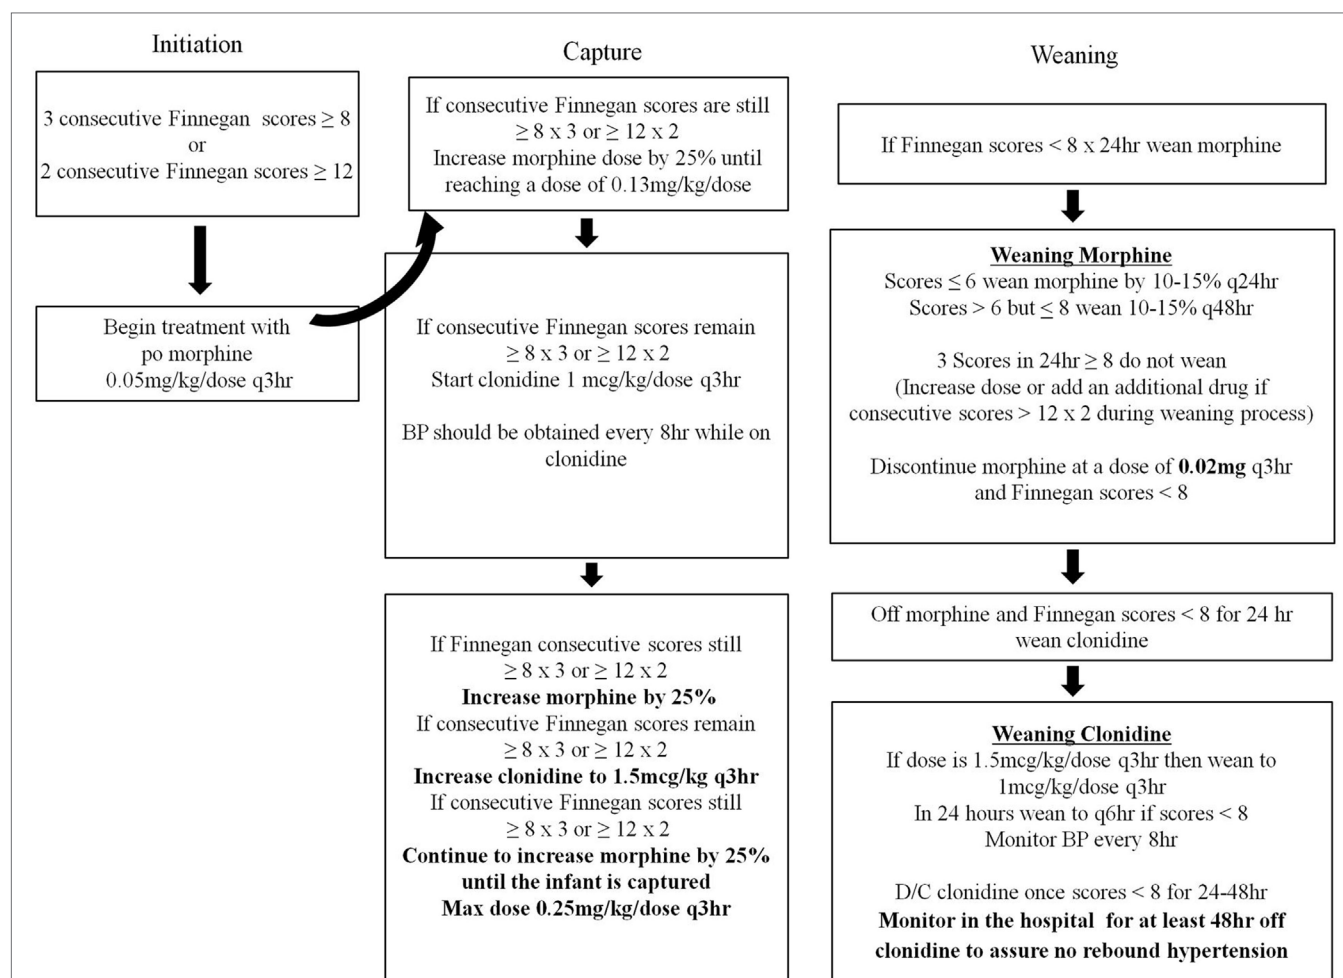 Initiation
3 consecutive Finnegan scores ≥ 8
or
2 consecutive Finnegan scores ≥ 12
Begin treatment with
po morphine
0.05mg/kg/dose q3hr
Capture
If consecutive Finnegan scores are still
≥ 8 x 3 or ≥ 12 x 2
Increase morphine dose by 25% until
reaching a dose of 0.13mg/kg/dose
If consecutive Finnegan scores remain
≥ 8 x 3 or ≥ 12 x 2
Start clonidine 1 mcg/kg/dose q3hr
BP should be obtained every 8hr while on
clonidine
If Finnegan consecutive scores still
≥ 8 x 3 or ≥ 12 x 2
Increase morphine by 25%
If consecutive Finnegan scores remain
≥ 8 x 3 or ≥ 12 x 2
Increase clonidine to 1.5mcg/kg q3hr
If consecutive Finnegan scores still
≥ 8 x 3 or ≥ 12 x 2
Continue to increase morphine by 25%
until the infant is captured
Max dose 0.25mg/kg/dose q3hr
Weaning
If Finnegan scores < 8 x 24hr wean morphine
Weaning Morphine
Scores ≤ 6 wean morphine by 10-15% q24hr
Scores > 6 but ≤ 8 wean 10-15% q48hr
3 Scores in 24hr ≥ 8 do not wean
(Increase dose or add an additional drug if
consecutive scores > 12 x 2 during weaning process)
Discontinue morphine at a dose of 0.02mg q3hr
and Finnegan scores < 8
Off morphine and Finnegan scores < 8 for 24 hr
wean clonidine
Weaning Clonidine
If dose is 1.5mcg/kg/dose q3hr then wean to
1mcg/kg/dose q3hr
In 24 hours wean to q6hr if scores < 8
Monitor BP every 8hr
D/C clonidine once scores < 8 for 24-48hr
Monitor in the hospital for at least 48hr off
clonidine to assure no rebound hypertension